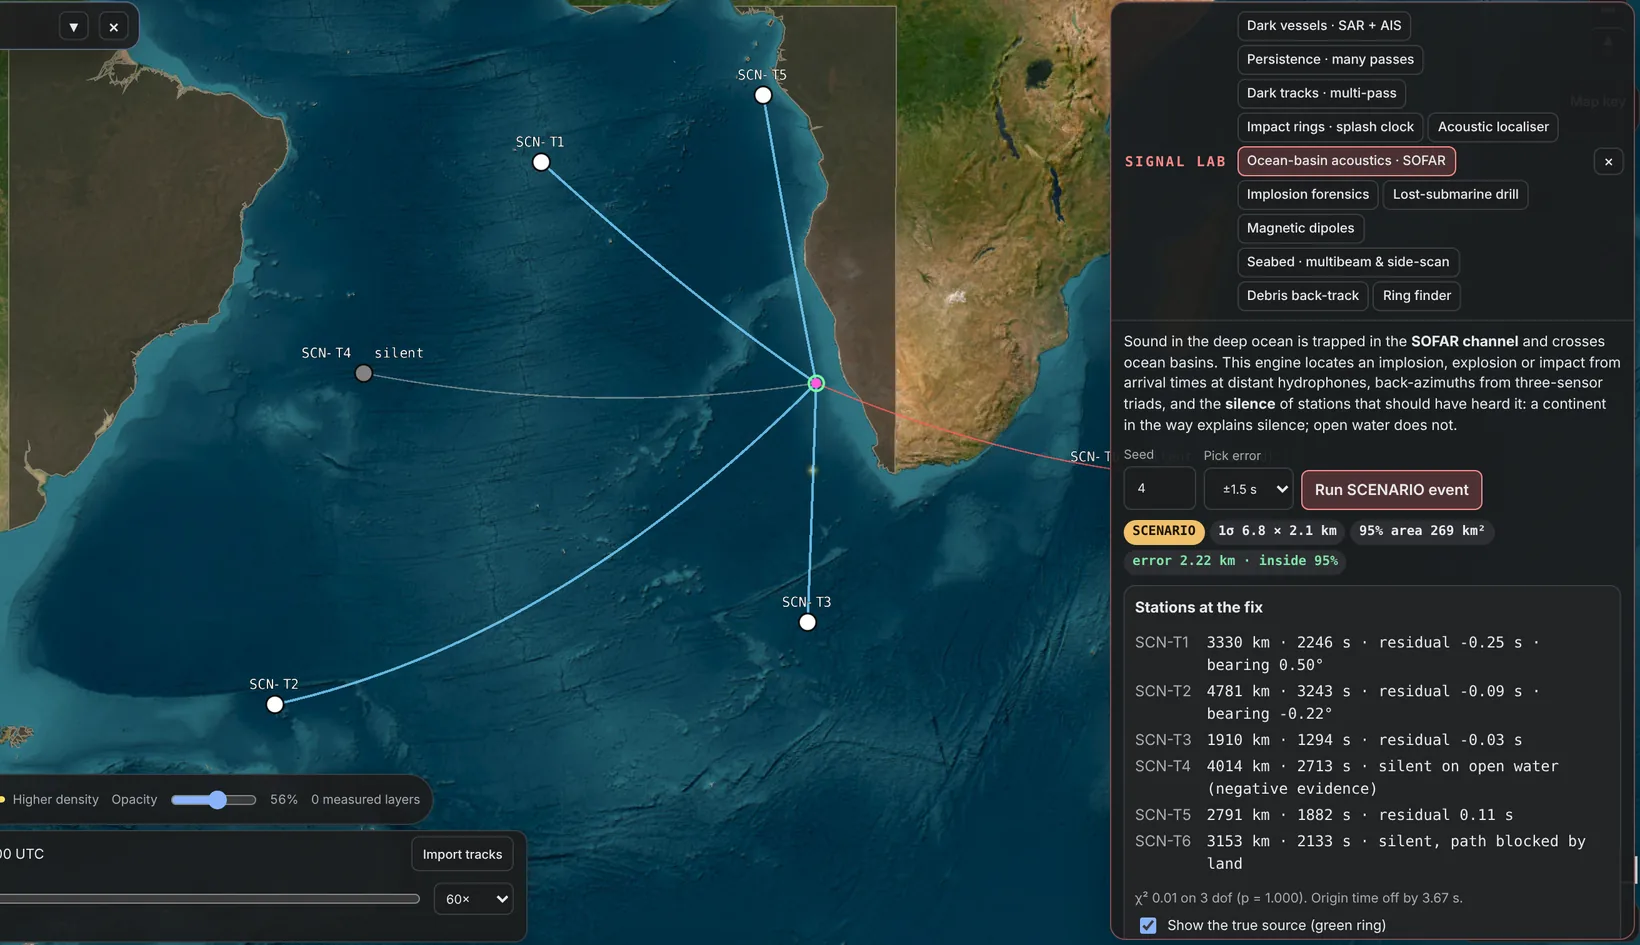 ▼ ×
SCN- T5
SCN- T1
SCN- T4 silent
SCN- T
SCN- T3
SCN- T2
Higher density Opacity 56% 0 measured layers
00 UTC Import tracks
60×
Dark vessels · SAR + AIS
Persistence · many passes
Map key
Dark tracks · multi-pass
Impact rings · splash clock Acoustic localiser
SIGNAL LAB Ocean-basin acoustics · SOFAR ×
Implosion forensics Lost-submarine drill
Magnetic dipoles
Seabed · multibeam & side-scan
Debris back-track Ring finder
Sound in the deep ocean is trapped in the SOFAR channel and crosses
ocean basins. This engine locates an implosion, explosion or impact from
arrival times at distant hydrophones, back-azimuths from three-sensor
triads, and the silence of stations that should have heard it: a continent
in the way explains silence; open water does not.
Seed Pick error
4 ±1.5 s Run SCENARIO event
SCENARIO 1σ 6.8 × 2.1 km 95% area 269 km²
error 2.22 km · inside 95%
Stations at the fix
SCN-T1 3330 km · 2246 s · residual -0.25 s ·
bearing 0.50°
SCN-T2 4781 km · 3243 s · residual -0.09 s ·
bearing -0.22°
SCN-T3 1910 km · 1294 s · residual -0.03 s
SCN-T4 4014 km · 2713 s · silent on open water
(negative evidence)
SCN-T5 2791 km · 1882 s · residual 0.11 s
SCN-T6 3153 km · 2133 s · silent, path blocked by
land
χ² 0.01 on 3 dof (p = 1.000). Origin time off by 3.67 s.
Show the true source (green ring)